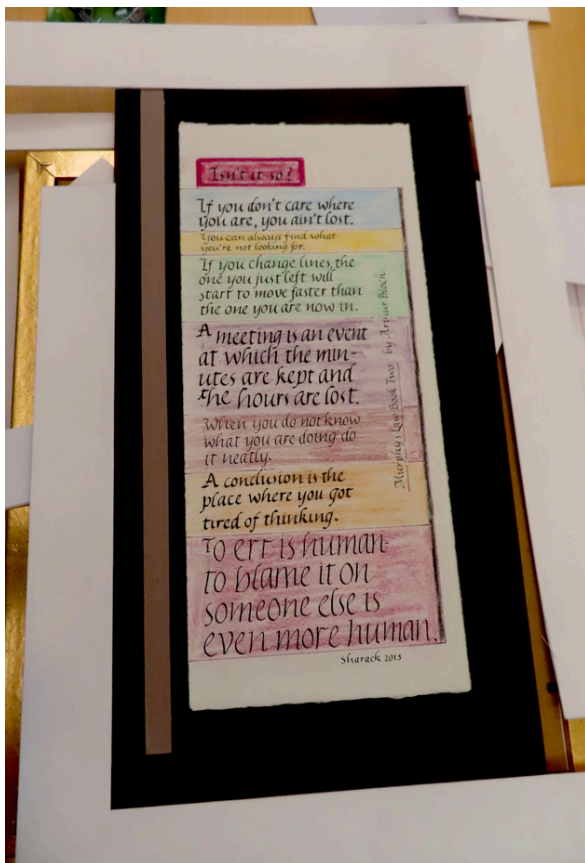 Isn't it so?
If you don't care where
you are, you ain't lost.
You can always find what
you're not looking for.
If you change lines, the
one you just left will
start to move faster than
the one you are now in.
A meeting is an event
at which the min-
utes are kept and
the hours are lost.
When you do not know
what you are doing do
it neatly.
A conclusion is the
place where you got
tired of thinking.
To err is human
to blame it on
someone else is
even more human.
Murphy's Law Book Two by Arthur Bloch
Sharack 2015